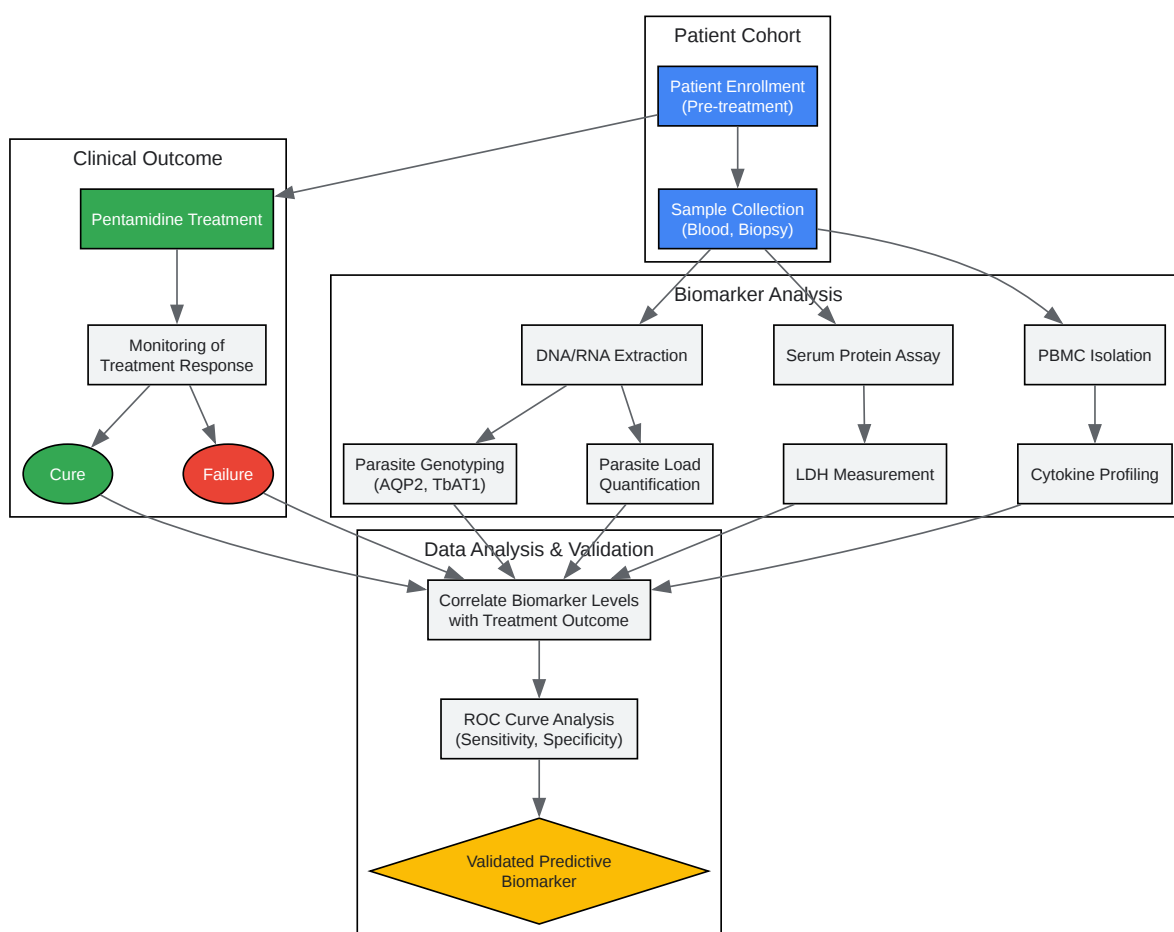 Patient Cohort
Patient Enrollment
(Pre-treatment)
Sample Collection
(Blood, Biopsy)
Clinical Outcome
Pentamidine Treatment
Monitoring of
Treatment Response
Cure
Failure
Biomarker Analysis
DNA/RNA Extraction
Serum Protein Assay
PBMC Isolation
Parasite Genotyping
(AQP2, TbAT1)
Parasite Load
Quantification
LDH Measurement
Cytokine Profiling
Data Analysis & Validation
Correlate Biomarker Levels
with Treatment Outcome
ROC Curve Analysis
(Sensitivity, Specificity)
Validated Predictive
Biomarker